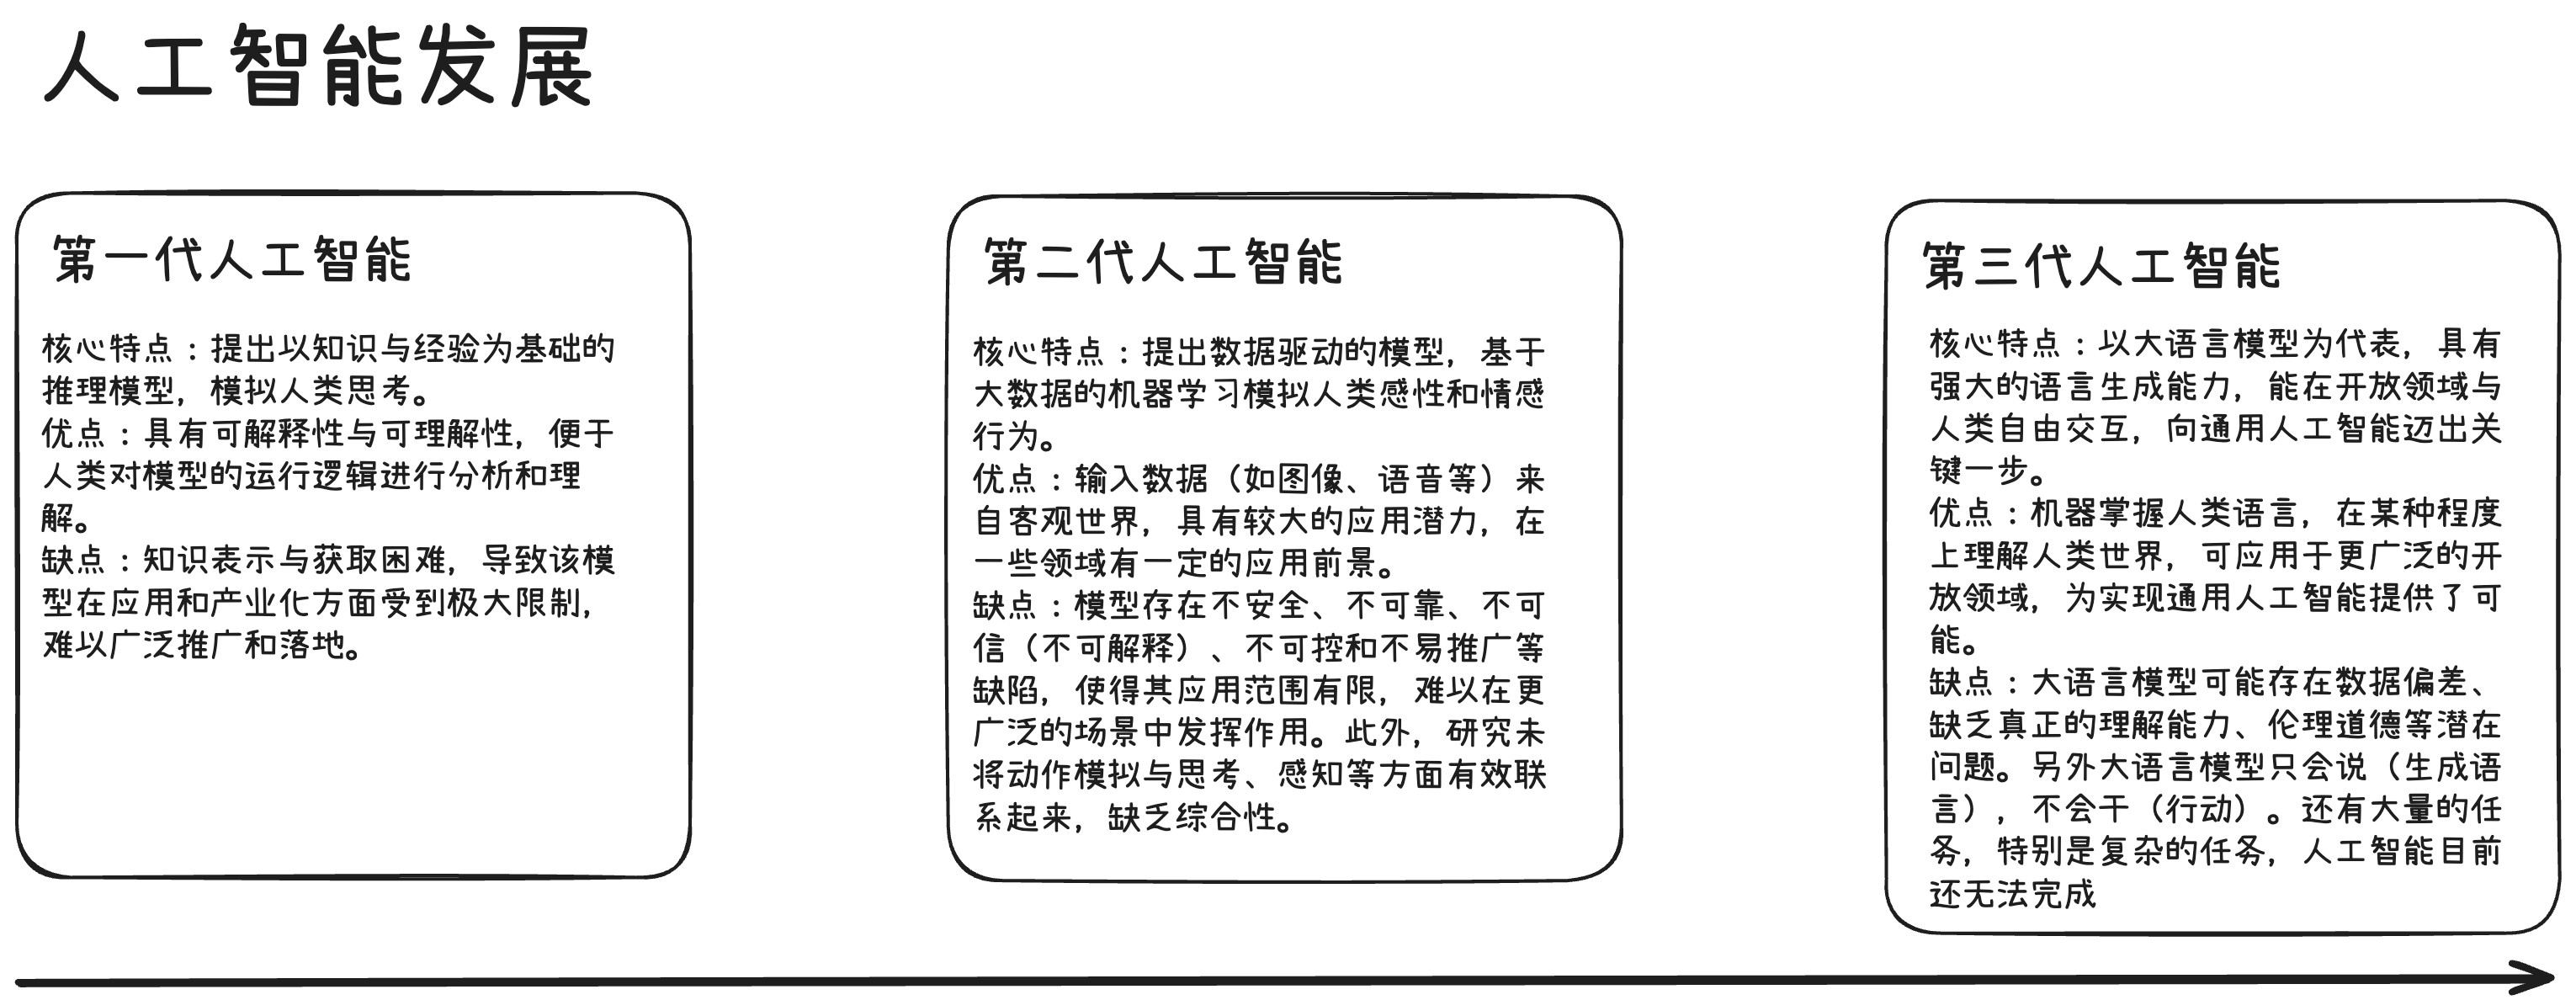 人工智能发展
第一代人工智能
核心特点：提出以知识与经验为基础的
推理模型，模拟人类思考。
优点：具有可解释性与可理解性，便于
人类对模型的运行逻辑进行分析和理
解。
缺点：知识表示与获取困难，导致该模
型在应用和产业化方面受到极大限制，
难以广泛推广和落地。
第二代人工智能
核心特点：提出数据驱动的模型，基于
大数据的机器学习模拟人类感性和情感
行为。
优点：输入数据（如图像、语音等）来
自客观世界，具有较大的应用潜力，在
一些领域有一定的应用前景。
缺点：模型存在不安全、不可靠、不可
信（不可解释）、不可控和不易推广等
缺陷，使得其应用范围有限，难以在更
广泛的场景中发挥作用。此外，研究未
将动作模拟与思考、感知等方面有效联
系起来，缺乏综合性。
第三代人工智能
核心特点：以大语言模型为代表，具有
强大的语言生成能力，能在开放领域与
人类自由交互，向通用人工智能迈出关
键一步。
优点：机器掌握人类语言，在某种程度
上理解人类世界，可应用于更广泛的开
放领域，为实现通用人工智能提供了可
能。
缺点：大语言模型可能存在数据偏差、
缺乏真正的理解能力、伦理道德等潜在
问题。另外大语言模型只会说（生成语
言），不会干（行动）。还有大量的任
务，特别是复杂的任务，人工智能目前
还无法完成